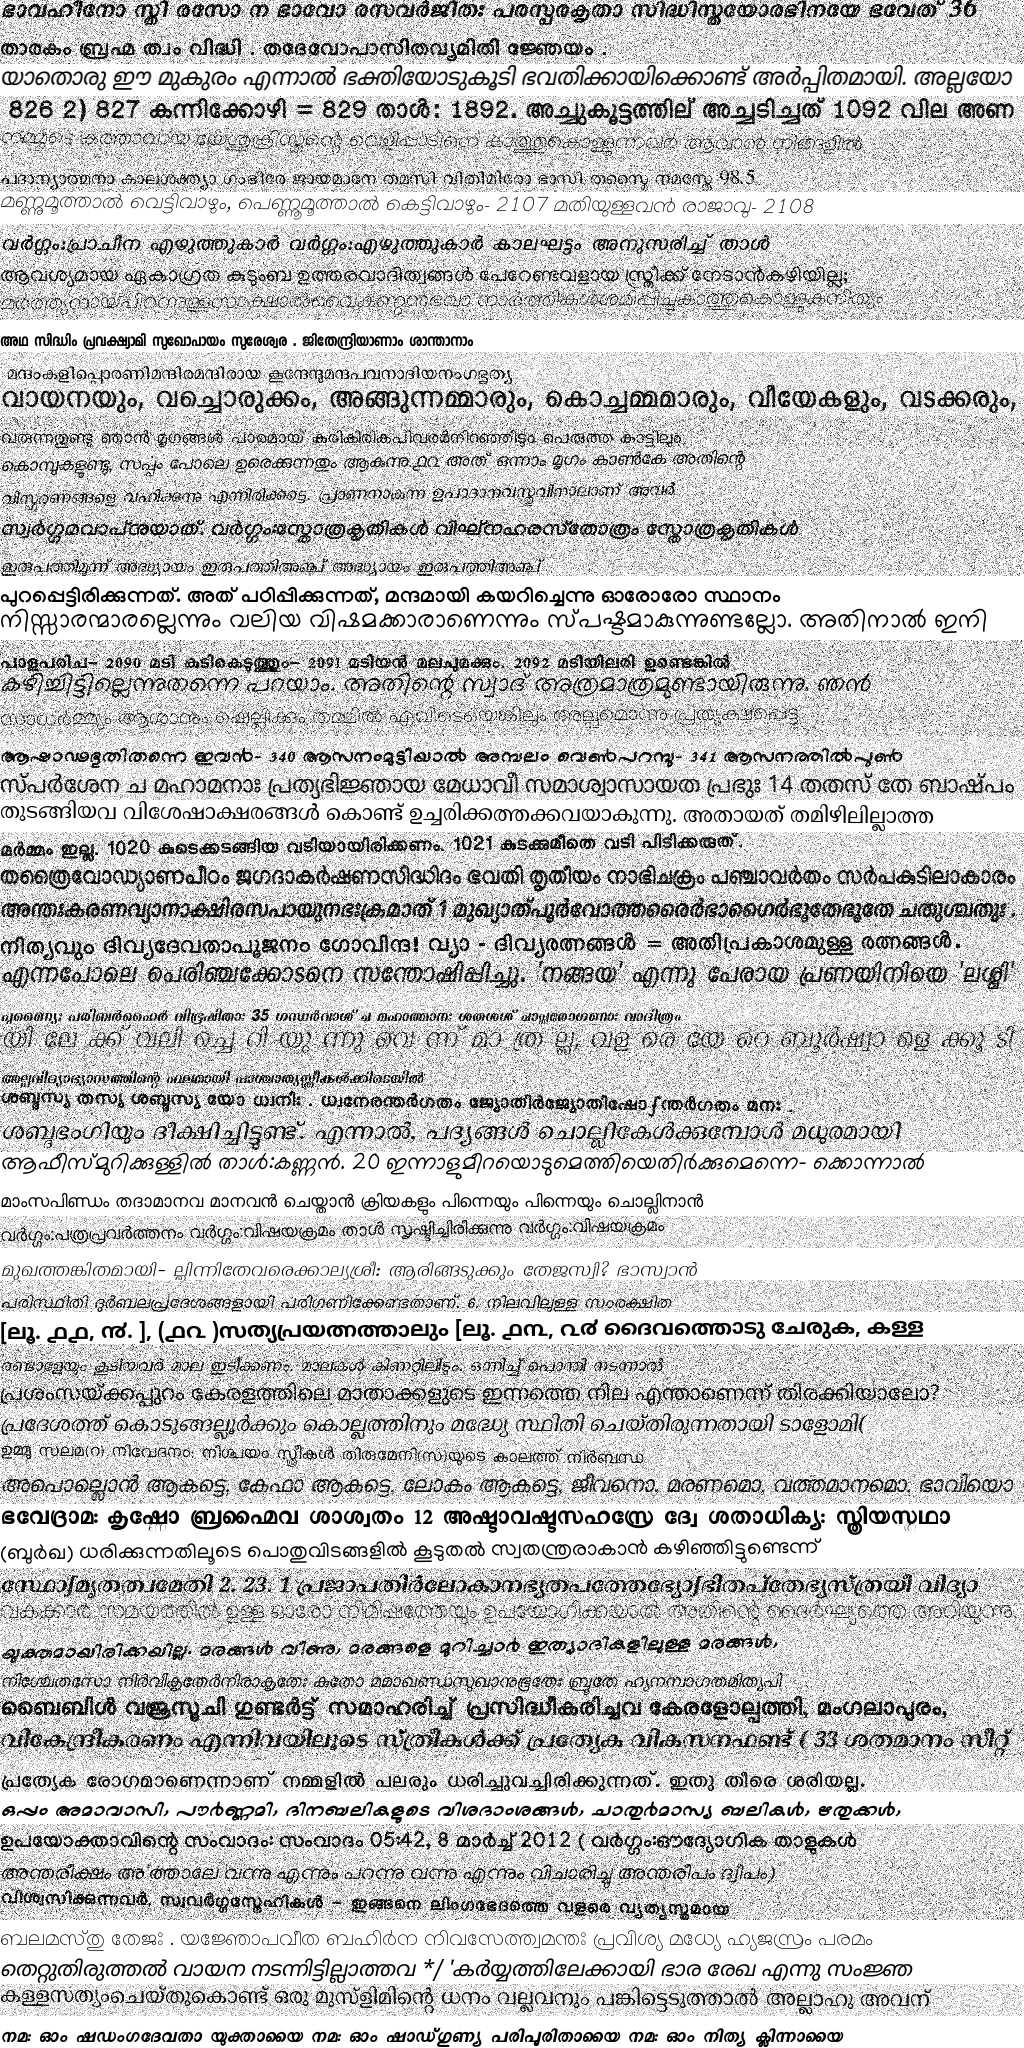 ഭാവഹീനോ സ്തി രസോ ന ഭാവോ രസവർജിതഃ പരസ്പരകൃതാ സിദ്ധിസ്തയോരഭിനയേ ഭവേത് 36
താരകം ബ്രഹ്മ ത്വം വിദ്ധി . തദേവോപാസിതവ്യമിതി ജ്ഞേയം .
യാതൊരു ഈ മുകുരം എന്നാൽ ഭക്തിയോടുകൂടി ഭവതിക്കായിക്കൊണ്ട് അർപ്പിതമായി. അല്ലയോ
826 2) 827 കന്നിക്കോഴി = 829 താൾ: 1892. അച്ചുകൂട്ടത്തില് അച്ചടിച്ചത് 1092 വില അണ
നമ്മുടെ കർത്താവായ യേശുക്രിസ്തുന്റെ വെളിപ്പാടിനെ കാത്തുകൊള്ളുന്നവർ ആവാൻ നിങ്ങളിൽ
പദാന്യാത്മനാ കാലശക്ത്യാ ഗംഭീരേ ജായമാനേ തമസി വിതിമിരോ ഭാസി തസ്മൈ നമസ്തേ 98.5
മണ്ണുമൂത്താൽ വെട്ടിവാഴും, പെണ്ണുമൂത്താൽ കെട്ടിവാഴും- 2107 മതിയുള്ളവൻ രാജാവു- 2108
വർഗ്ഗം:പ്രാചീന എഴുത്തുകാർ വർഗ്ഗം:എഴുത്തുകാർ കാലഘട്ടം അനുസരിച്ച് താൾ
ആവശ്യമായ ഏകാഗ്രത കുടുംബ ഉത്തരവാദിത്വങ്ങൾ പേറേണ്ടവളായ സ്ത്രീക്ക് നേടാൻകഴിയില്ല;
അഥ സിദ്ധിം പ്രവക്ഷ്യാമി സുഖോപായം സുരേശ്വര . ജിതേന്ദ്രിയാണാം ശാന്താനാം
മന്ദംകളിപ്പൊരണിമന്ദിരമന്ദിരായ കുന്ദേന്ദുമന്ദപവനാദിയനംഗഭൃത്യ
വായനയും, വച്ചൊരുക്കം, അങ്ങുന്നമ്മാരും, കൊച്ചമ്മമാരും, വീയേകളും, വടക്കരും,
വരുന്നതുണ്ടു ഞാൻ മൃഗങ്ങൾ പാരമായ് കരികിരികപിവരർനിറഞ്ഞീടും പെരുത്ത കാട്ടിലും
കൊമ്പുകളുണ്ടു, സർപ്പം പോലെ ഉരെക്കുന്നതും ആകുന്നു.൧൨ അത് ഒന്നാം മൃഗം കാൺകേ അതിന്റെ
വിസ്ഫുരണങ്ങളെ വഹിക്കുന്നു എന്നിരിക്കട്ടെ. പ്രാണനാകുന്ന ഉപാദാനവസ്തുവിനാലാണ് അവർ
സ്വർഗ്ഗമവാപ്നുയാത്. വർഗ്ഗം:സ്തോത്രകൃതികൾ വിഘ്നഹരസ്തോത്രം സ്തോത്രകൃതികൾ
ഇരുപത്തിമൂന്ന് അദ്ധ്യായം ഇരുപത്തിഅഞ്ച് അദ്ധ്യായം ഇരുപത്തിഅഞ്ച്
പുറപ്പെട്ടിരിക്കുന്നത്. അത് പഠിപ്പിക്കുന്നത്, മന്ദമായി കയറിച്ചെന്നു ഓരോരോ സ്ഥാനം
നിസ്സാരന്മാരല്ലെന്നും വലിയ വിഷമക്കാരാണെന്നും സ്പഷ്ടമാകുന്നുണ്ടല്ലോ. അതിനാൽ ഇനി
പാളപരിച- 2090 മടി കുടികെടുത്തും- 2091 മടിയൻ മലചുമക്കും. 2092 മടിയിലരി ഉണ്ടെങ്കിൽ
കഴിച്ചിട്ടില്ലെന്നുതന്നെ പറയാം. അതിന്റെ സ്വാദ് അത്രമാത്രമുണ്ടായിരുന്നു. ഞൻ
സാധർമ്മ്യം ആശാനും ഷെല്ലിക്കും തമ്മിൽ എവിടെയെങ്കിലും അല്പമൊന്നു പ്രത്യക്ഷപ്പെട്ട
ആഷാഢഭൂതിതന്നെ ഇവൻ- 340 ആസനംമുട്ടിയാൽ അമ്പലം വെൺപറമ്പു- 341 ആസനത്തിൽപുൺ
സ്പർശേന ച മഹാമനാഃ പ്രത്യഭിജ്ഞായ മേധാവീ സമാശ്വാസായത പ്രഭുഃ 14 തതസ് തേ ബാഷ്പം
തുടങ്ങിയവ വിശേഷാക്ഷരങ്ങൾ കൊണ്ട് ഉച്ചരിക്കത്തക്കവയാകുന്നു. അതായത് തമിഴിലില്ലാത്ത
മർമ്മം ഇല്ല. 1020 കുടെക്കടങ്ങിയ വടിയായിരിക്കണം. 1021 കുടക്കുമീതെ വടി പിടിക്കരുത്.
തത്രൈവോഡ്യാണപീഠം ജഗദാകർഷണസിദ്ധിദം ഭവതി തൃതീയം നാഭിചക്രം പഞ്ചാവർതം സർപകുടിലാകാരം
അന്തഃകരണവ്യാനാക്ഷിരസപായുനഭഃക്രമാത് 1 മുഖ്യാത്പൂർവോത്തരൈർഭാഗൈർഭൂതേഭൂതേ ചതുശ്ചതുഃ .
നിത്യവും ദിവ്യദേവതാപൂജനം ഗോവിന്ദ! വ്യാ - ദിവ്യരത്നങ്ങൾ = അതിപ്രകാശമുള്ള രത്നങ്ങൾ.
എന്നപോലെ പെരിഞ്ചക്കോടനെ സന്തോഷിപ്പിച്ചു. 'നങ്ങയ' എന്നു പേരായ പ്രണയിനിയെ 'ലശ്മി'
പുണ്യൈഃ പരിബർഹൈർ വിഭൂഷിതാഃ 35 ഗന്ധർവാശ് ച മഹാത്മാനഃ ശതശശ് ചാപ്സരോഗണാഃ വാദിത്രം
യി ലേ ക്ക് വലി ച്ചെ റി യു ന്നു വെ ന്ന് മാ ത്ര ല്ല, വള രെ യേ റെ ബൂർഷ്വാ ളെ ക്കൂ ടി
അല്പവിദ്യാഭ്യാസത്തിന്റെ ഫലമായി പാശ്ചാത്യസ്ത്രീകൾക്കിടെയിൽ
ശബ്ദസ്യ തസ്യ ശബ്ദസ്യ യോ ധ്വനിഃ . ധ്വനേരന്തർഗതം ജ്യോതിർജ്യോതിഷോഽന്തർഗതം മനഃ .
ശബ്ദഭംഗിയും ദീക്ഷിച്ചിട്ടുണ്ട്. എന്നാൽ, പദ്യങ്ങൾ ചൊല്ലികേൾക്കുമ്പോൾ മധുരമായി
ആഫീസ്മുറിക്കുള്ളിൽ താൾ:കണ്ണൻ. 20 ഇന്നാളുമീറയൊടുമെത്തിയെതിർക്കുമെന്നെ- ക്കൊന്നാൽ
മാംസപിണ്ഡം തദാമാനവ മാനവൻ ചെയ്താൻ ക്രിയകളും പിന്നെയും പിന്നെയും ചൊല്ലിനാൻ
വർഗ്ഗം:പത്രപ്രവർത്തനം വർഗ്ഗം:വിഷയക്രമം താൾ സൃഷ്ടിച്ചിരിക്കുന്നു വർഗ്ഗം:വിഷയക്രമം
മുഖത്തങ്കിതമായി- ല്ലിന്നിതേവരെക്കാല്യശ്രീ: ആരിങ്ങടുക്കും തേജസ്വി? ഭാസ്വാൻ
പരിസ്ഥിതി ദുർബലപ്രദേശങ്ങളായി പരിഗണിക്കേണ്ടതാണ്. 6, നിലവിലുള്ള സംരക്ഷിത
[ലൂ. ൧൧, ൻ. ], (൧൨ )സത്യപ്രയത്നത്താലും [ലൂ. ൧൩, ൨൪ ദൈവത്തൊടു ചേരുക, കള്ള
രണ്ടാളേയും കൂടിയവർ മാല ഇടീക്കണം. മാലകൾ കിണറ്റിലിട്ടും. ഒന്നിച്ച് പൊന്തി നടന്നാൽ
പ്രശംസയ്ക്കപ്പുറം കേരളത്തിലെ മാതാക്കളുടെ ഇന്നത്തെ നില എന്താണെന്ന് തിരക്കിയാലോ?
പ്രദേശത്ത് കൊടുങ്ങല്ലൂർക്കും കൊല്ലത്തിനും മദ്ധ്യേ സ്ഥിതി ചെയ്തിരുന്നതായി ടാളോമി(
ഉമ്മു സലമ(റ) നിവേദനം: നിശ്ചയം സ്ത്രീകൾ തിരുമേനി(സ)യുടെ കാലത്ത് നിർബന്ധ
അപൊല്ലൊൻ ആകട്ടെ, കേഫാ ആകട്ടെ, ലോകം ആകട്ടെ, ജീവനൊ, മരണമൊ, വത്തമാനമൊ, ഭാവിയൊ
ഭവേദ്രാമഃ കൃഷ്ണോ ബ്രഹ്മൈവ ശാശ്വതം 12 അഷ്ടാവഷ്ടസഹസ്രേ ദ്വേ ശതാധിക്യഃ സ്ത്രിയസ്തഥാ
(ബുർഖ) ധരിക്കുന്നതിലൂടെ പൊതുവിടങ്ങളിൽ കൂടുതൽ സ്വതന്ത്രരാകാൻ കഴിഞ്ഞിട്ടുണ്ടെന്ന്
സ്ഥോഽമൃതത്വമേതി 2. 23. 1 പ്രജാപതിർലോകാനഭ്യതപത്തേഭ്യോഽഭിതപ്തേഭ്യസ്ത്രയീ വിദ്യാ
വകക്കാർ സമയത്തിൽ ഉള്ള ഓരോ നിമിഷത്തേയും ഉപയോഗിക്കയാൽ അതിന്റെ ദൈർഘ്യത്തെ അറിയുന്നു.
യുക്തമായിരിക്കയില്ല. മരങ്ങൾ വീണു, മരങ്ങളെ മുറിച്ചാർ ഇത്യാദികളിലുള്ള മരങ്ങൾ,
നിശ്ചേതസോ നിർവികൃതേർനിരാകൃതേഃ കുതോ മമാഖണ്ഡസുഖാനുഭൂതേഃ ബ്രൂതേ ഹ്യനന്വാഗതമിത്യപി
ബൈബിൾ വജ്രസൂചി ഗുണ്ടർട്ട് സമാഹരിച്ച് പ്രസിദ്ധീകരിച്ചവ കേരളോല്പത്തി, മംഗലാപുരം,
വികേന്ദ്രീകരണം എന്നിവയിലൂടെ സ്ത്രീകൾക്ക് പ്രത്യേക വികസനഫണ്ട് ( 33 ശതമാനം സീറ്റ്
പ്രത്യേക രോഗമാണെന്നാണ് നമ്മളിൽ പലരും ധരിച്ചുവച്ചിരിക്കുന്നത്. ഇതു തീരെ ശരിയല്ല.
ഒപ്പം അമാവാസി, പൗർണ്ണമി, ദിനബലികളുടെ വിശദാംശങ്ങൾ, ചാതുർമാസ്യ ബലികൾ, ഋതുക്കൾ,
ഉപയോക്താവിന്റെ സംവാദം: സംവാദം 05:42, 8 മാർച്ച് 2012 ( വർഗ്ഗം:ഔദ്യോഗിക താളുകൾ
അന്തരീക്ഷം അ'ത്താലേ വന്നു എന്നും പറന്നു വന്നു എന്നും വിചാരിച്ചു അന്തരീപം ദ്വീപം)
വിശ്വസിക്കുന്നവർ, സ്വവർഗ്ഗസ്നേഹികൾ - ഇങ്ങനെ ലിംഗഭേദത്തെ വളരെ വ്യത്യസ്തമായ
ബലമസ്തു തേജഃ . യജ്ഞോപവീത ബഹിർന നിവസേത്ത്വമന്തഃ പ്രവിശ്യ മധ്യേ ഹ്യജസ്രം പരമം
തെറ്റുതിരുത്തൽ വായന നടന്നിട്ടില്ലാത്തവ */ 'കർയ്യത്തിലേക്കായി ഭാര രേഖ എന്നു സംജ്ഞ
കള്ളസത്യംചെയ്തുകൊണ്ട് ഒരു മുസ്ളിമിന്റെ ധനം വല്ലവനും പങ്കിട്ടെടുത്താൽ അല്ലാഹു അവന്
നമഃ ഓം ഷഡംഗദേവതാ യുക്തായൈ നമഃ ഓം ഷാഡ്ഗുണ്യ പരിപൂരിതായൈ നമഃ ഓം നിത്യ ക്ലിന്നായൈ